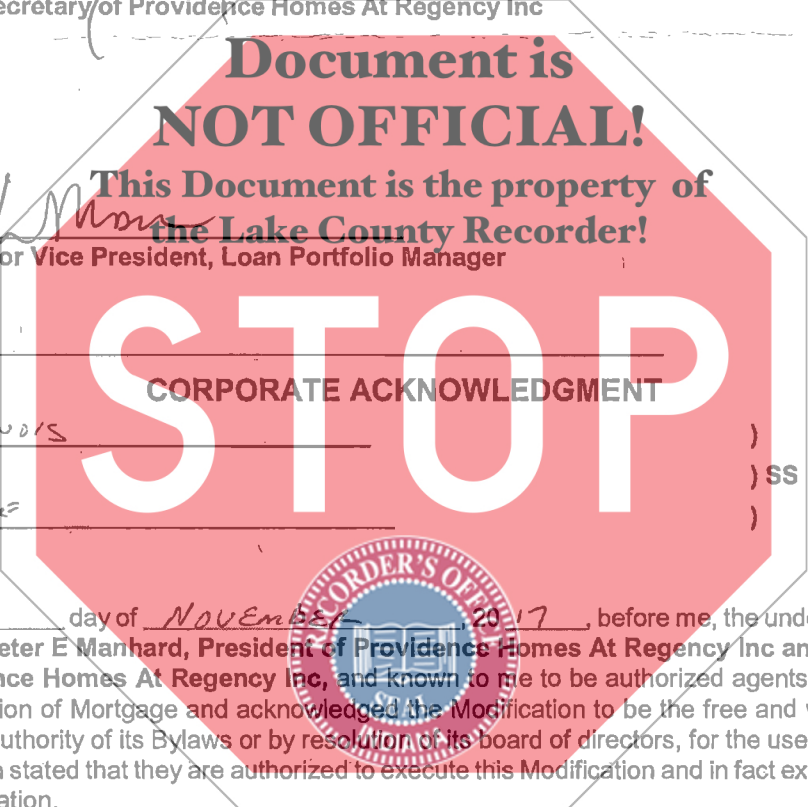 ecretary of Providence Homes At Regency Inc
Document is
NOT OFFICIAL!
This Document is the property of
the Lake County Recorder!
or Vice President, Loan Portfolio Manager
STOP
CORPORATE ACKNOWLEDGMENT
)
) SS
)
RECORDER'S OFFICE
SEAL
INDIANA
day of November, 2017, before me, the unde
eter E Manhard, President of Providence Homes At Regency Inc an
nce Homes At Regency Inc, and known to me to be authorized agents
ion of Mortgage and acknowledged the Modification to be the free and
uthority of its Bylaws or by resolution of its board of directors, for the use
stated that they are authorized to execute this Modification and in fact ex
ation.